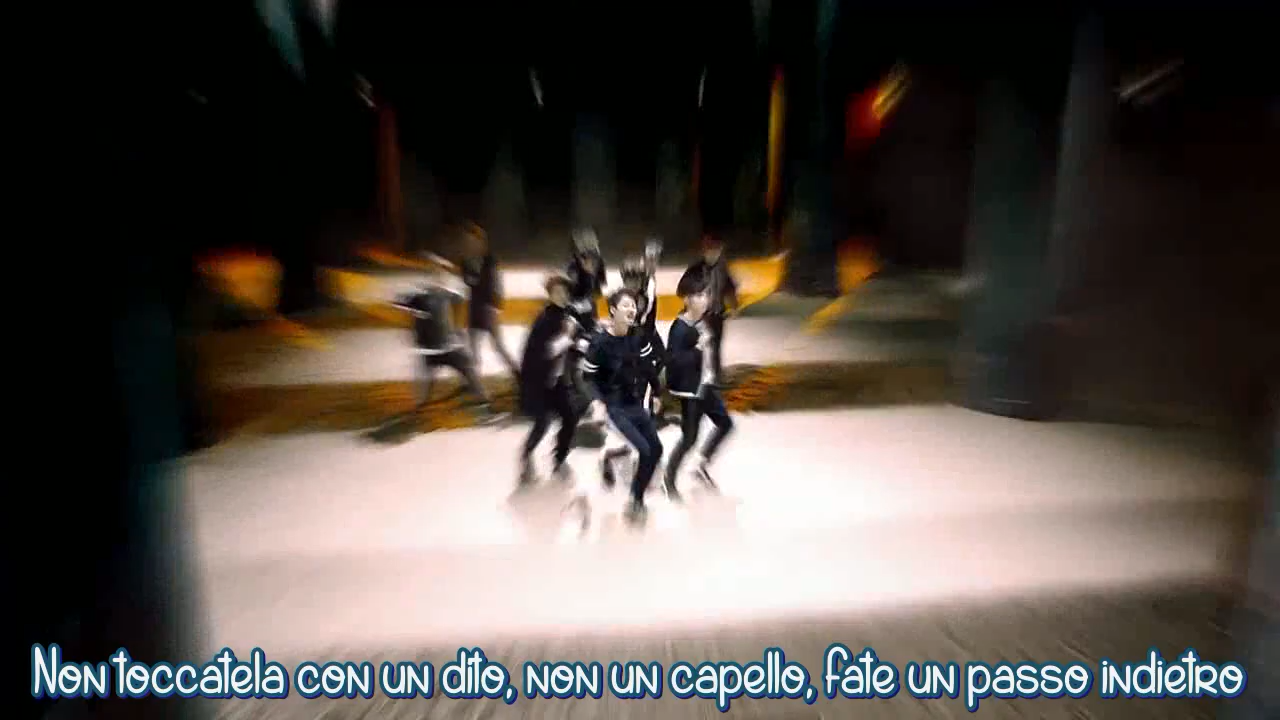 Non toccatela con un dito, non un capello, fate un passo indietro